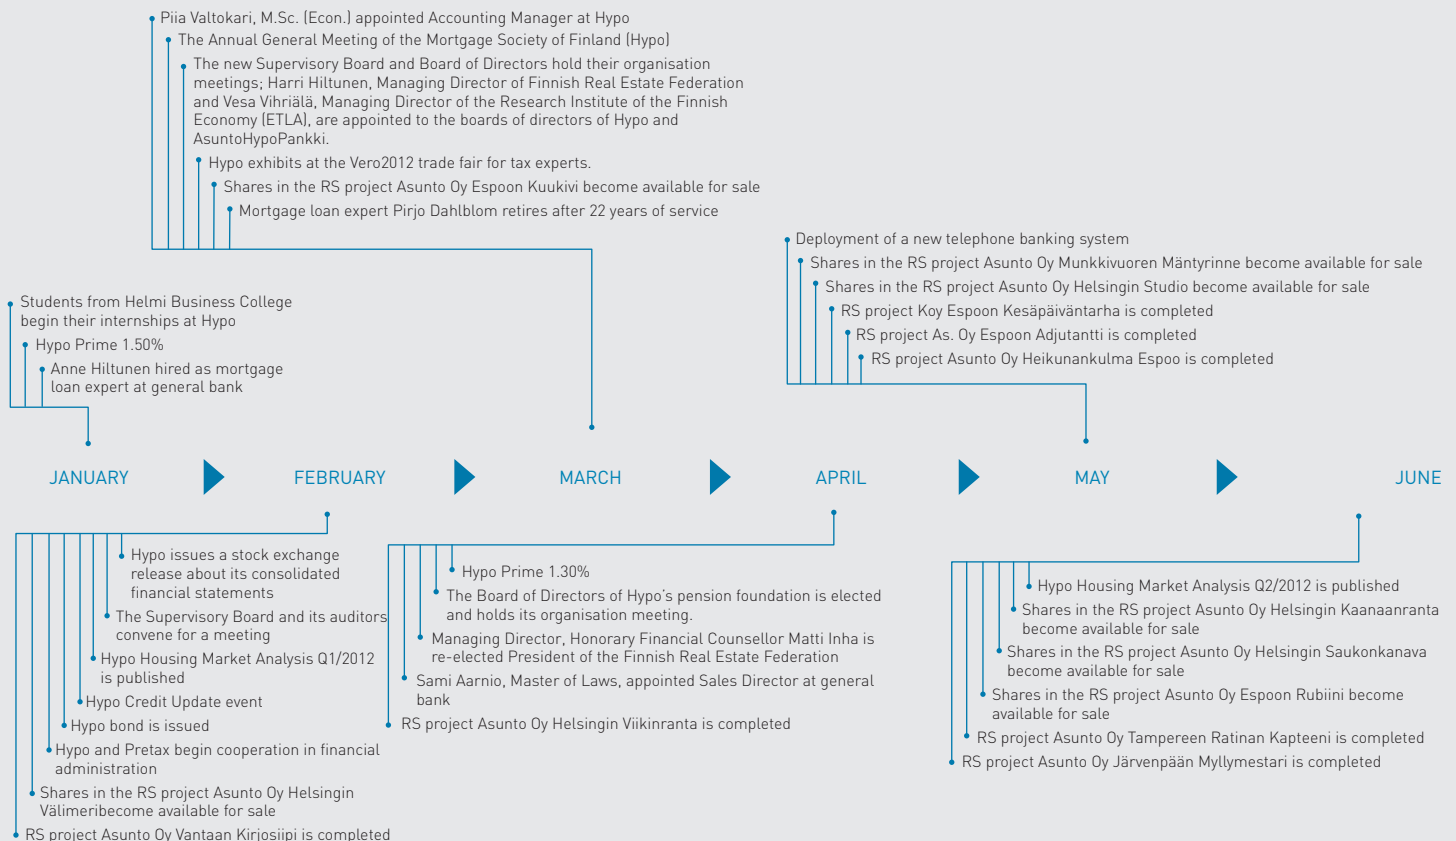 Piia Valtokari, M.Sc. (Econ.) appointed Accounting Manager at Hypo
The Annual General Meeting of the Mortgage Society of Finland (Hypo)
The new Supervisory Board and Board of Directors hold their organisation
meetings; Harri Hiltunen, Managing Director of Finnish Real Estate Federation
and Vesa Vihriälä, Managing Director of the Research Institute of the Finnish
Economy (ETLA), are appointed to the boards of directors of Hypo and
AsuntoHypoPankki.
Hypo exhibits at the Vero2012 trade fair for tax experts.
Shares in the RS project Asunto Oy Espoon Kuukivi become available for sale
Mortgage loan expert Pirjo Dahlblom retires after 22 years of service
Deployment of a new telephone banking system
Shares in the RS project Asunto Oy Munkkivuoren Mäntyrinne become available for sale
Shares in the RS project Asunto Oy Helsingin Studio become available for sale
RS project Koy Espoon Kesäpäiväntarha is completed
RS project As. Oy Espoon Adjutantti is completed
RS project Asunto Oy Heikunankulma Espoo is completed
Students from Helmi Business College
begin their internships at Hypo
Hypo Prime 1.50%
Anne Hiltunen hired as mortgage
loan expert at general bank
JANUARY
FEBRUARY
MARCH
APRIL
MAY
JUNE
Hypo issues a stock exchange
release about its consolidated
financial statements
The Supervisory Board and its auditors
convene for a meeting
Hypo Housing Market Analysis Q1/2012
is published
Hypo Credit Update event
Hypo bond is issued
Hypo and Pretax begin cooperation in financial
administration
Shares in the RS project Asunto Oy Helsingin
Välimeribecome available for sale
RS project Asunto Oy Vantaan Kirjosiipi is completed
Hypo Prime 1.30%
The Board of Directors of Hypo's pension foundation is elected
and holds its organisation meeting.
Managing Director, Honorary Financial Counsellor Matti Inha is
re-elected President of the Finnish Real Estate Federation
Sami Aarnio, Master of Laws, appointed Sales Director at general
bank
RS project Asunto Oy Helsingin Viikinranta is completed
Hypo Housing Market Analysis Q2/2012 is published
Shares in the RS project Asunto Oy Helsingin Kaanaanranta
become available for sale
Shares in the RS project Asunto Oy Helsingin Saukonkanava
become available for sale
Shares in the RS project Asunto Oy Espoon Rubiini become
available for sale
RS project Asunto Oy Tampereen Ratinan Kapteeni is completed
RS project Asunto Oy Järvenpään Myllymestari is completed